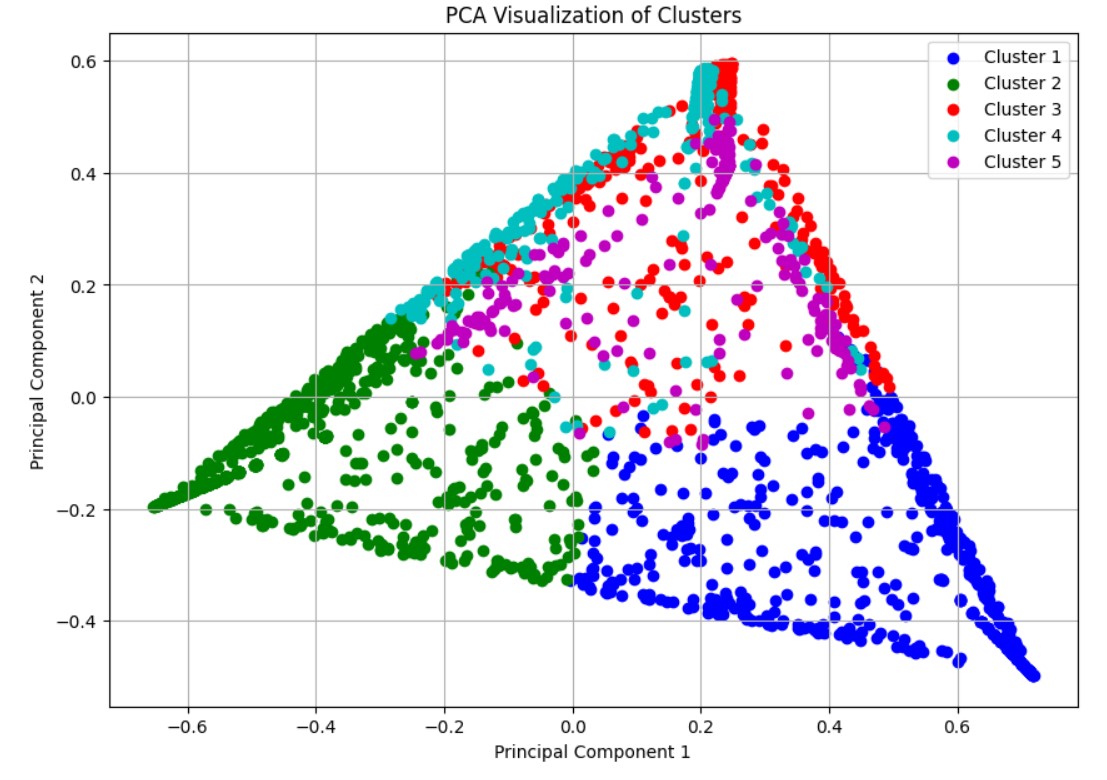 PCA Visualization of Clusters
Cluster 1
Cluster 2
Cluster 3
Cluster 4
Cluster 5
0.6
0.4
0.2
0.0
−0.2
−0.4
Principal Component 2
−0.6
−0.4
−0.2
0.0
0.2
0.4
0.6
Principal Component 1